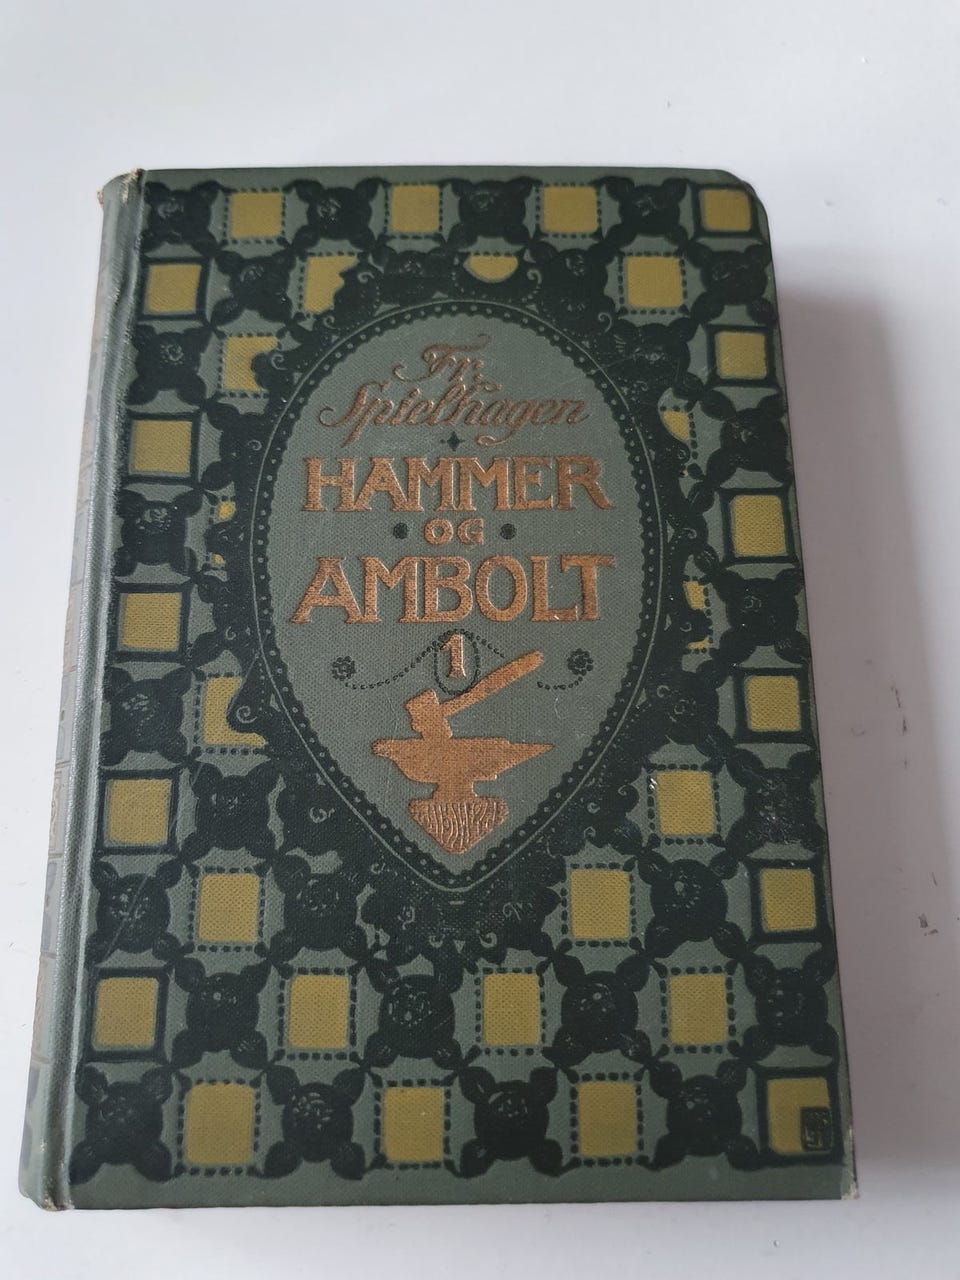 Fr.
Spielhagen
HAMMER
OG
AMBOLT
1